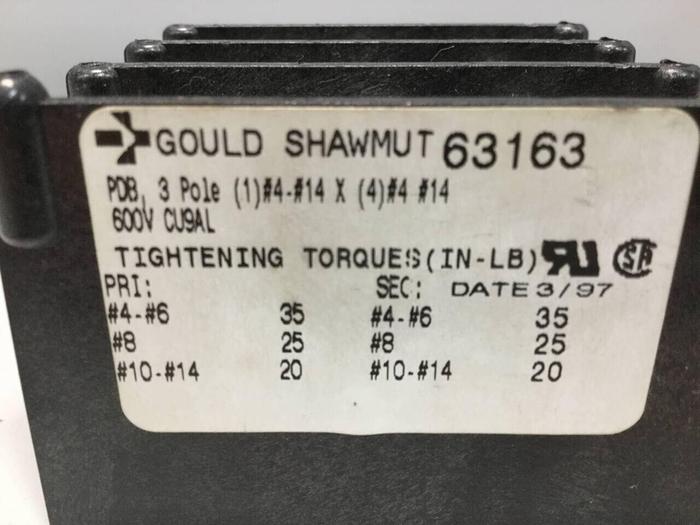 GOULD SHAWMUT 63163
PDB, 3 Pole (1)#4-#14 X (4)#4 #14
600V CU9AL
TIGHTENING TORQUES(IN-LB) RU SA
PRI: SEC: DATE 3/97
#4-#6 35 #4-#6 35
#8 25 #8 25
#10-#14 20 #10-#14 20